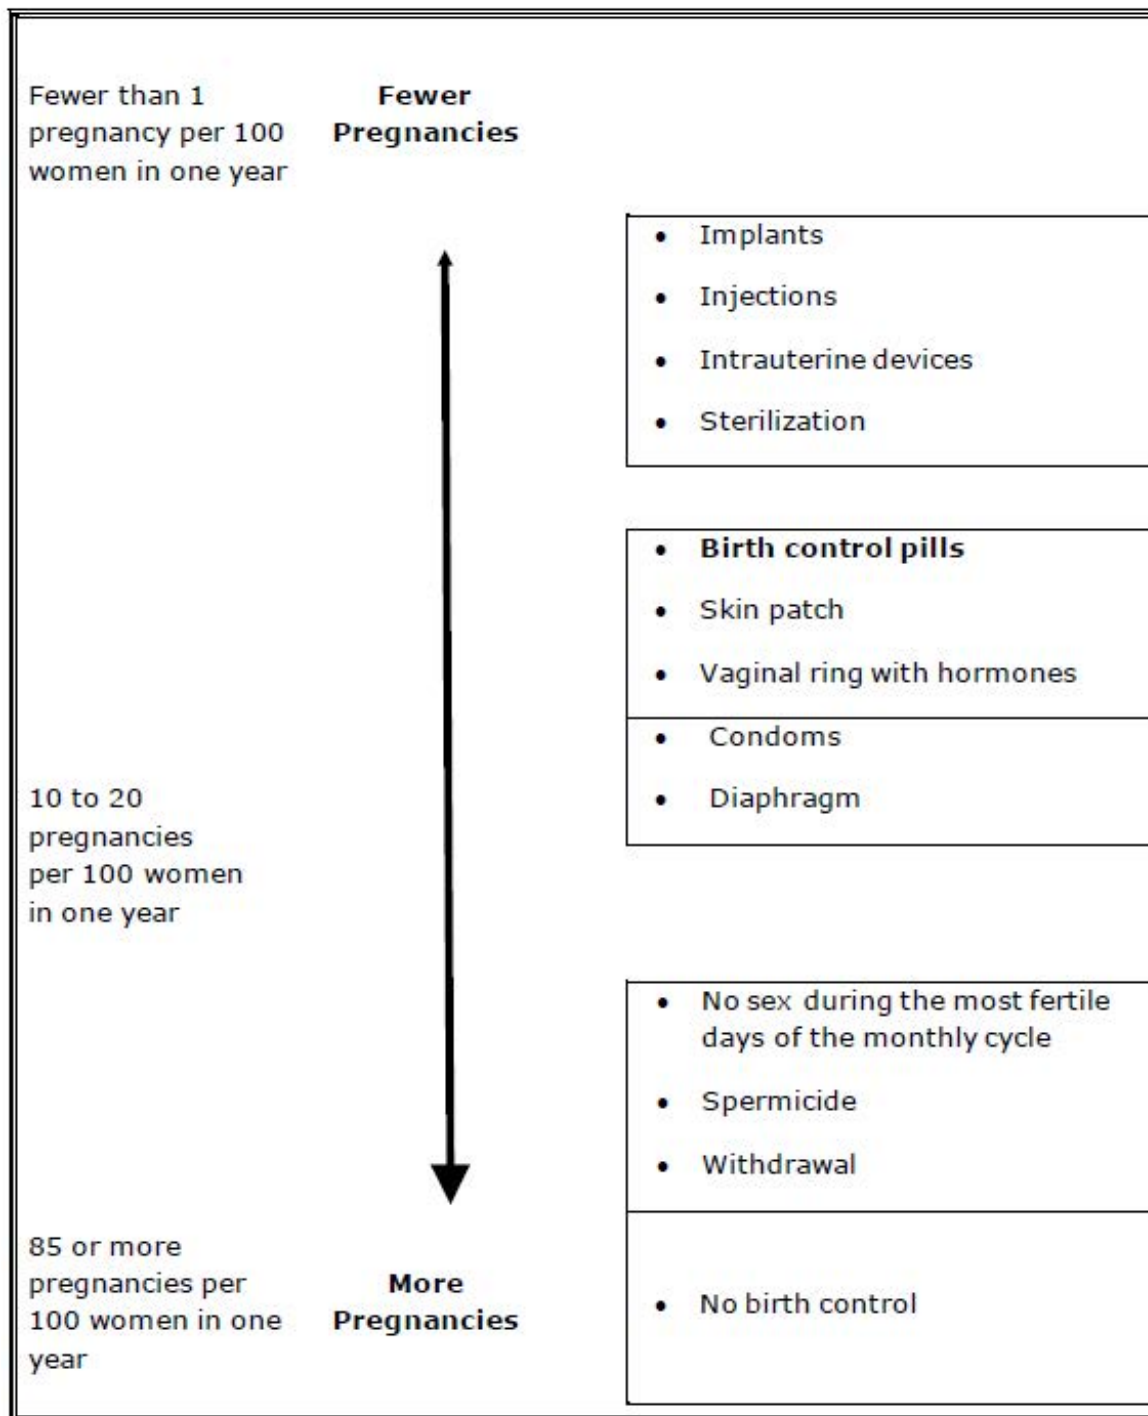 Fewer than 1
pregnancy per 100
women in one year
Fewer
Pregnancies
• Implants
• Injections
• Intrauterine devices
• Sterilization
• Birth control pills
• Skin patch
• Vaginal ring with hormones
• Condoms
• Diaphragm
10 to 20
pregnancies
per 100 women
in one year
• No sex during the most fertile
days of the monthly cycle
• Spermicide
• Withdrawal
85 or more
pregnancies per
100 women in one
year
More
Pregnancies
• No birth control